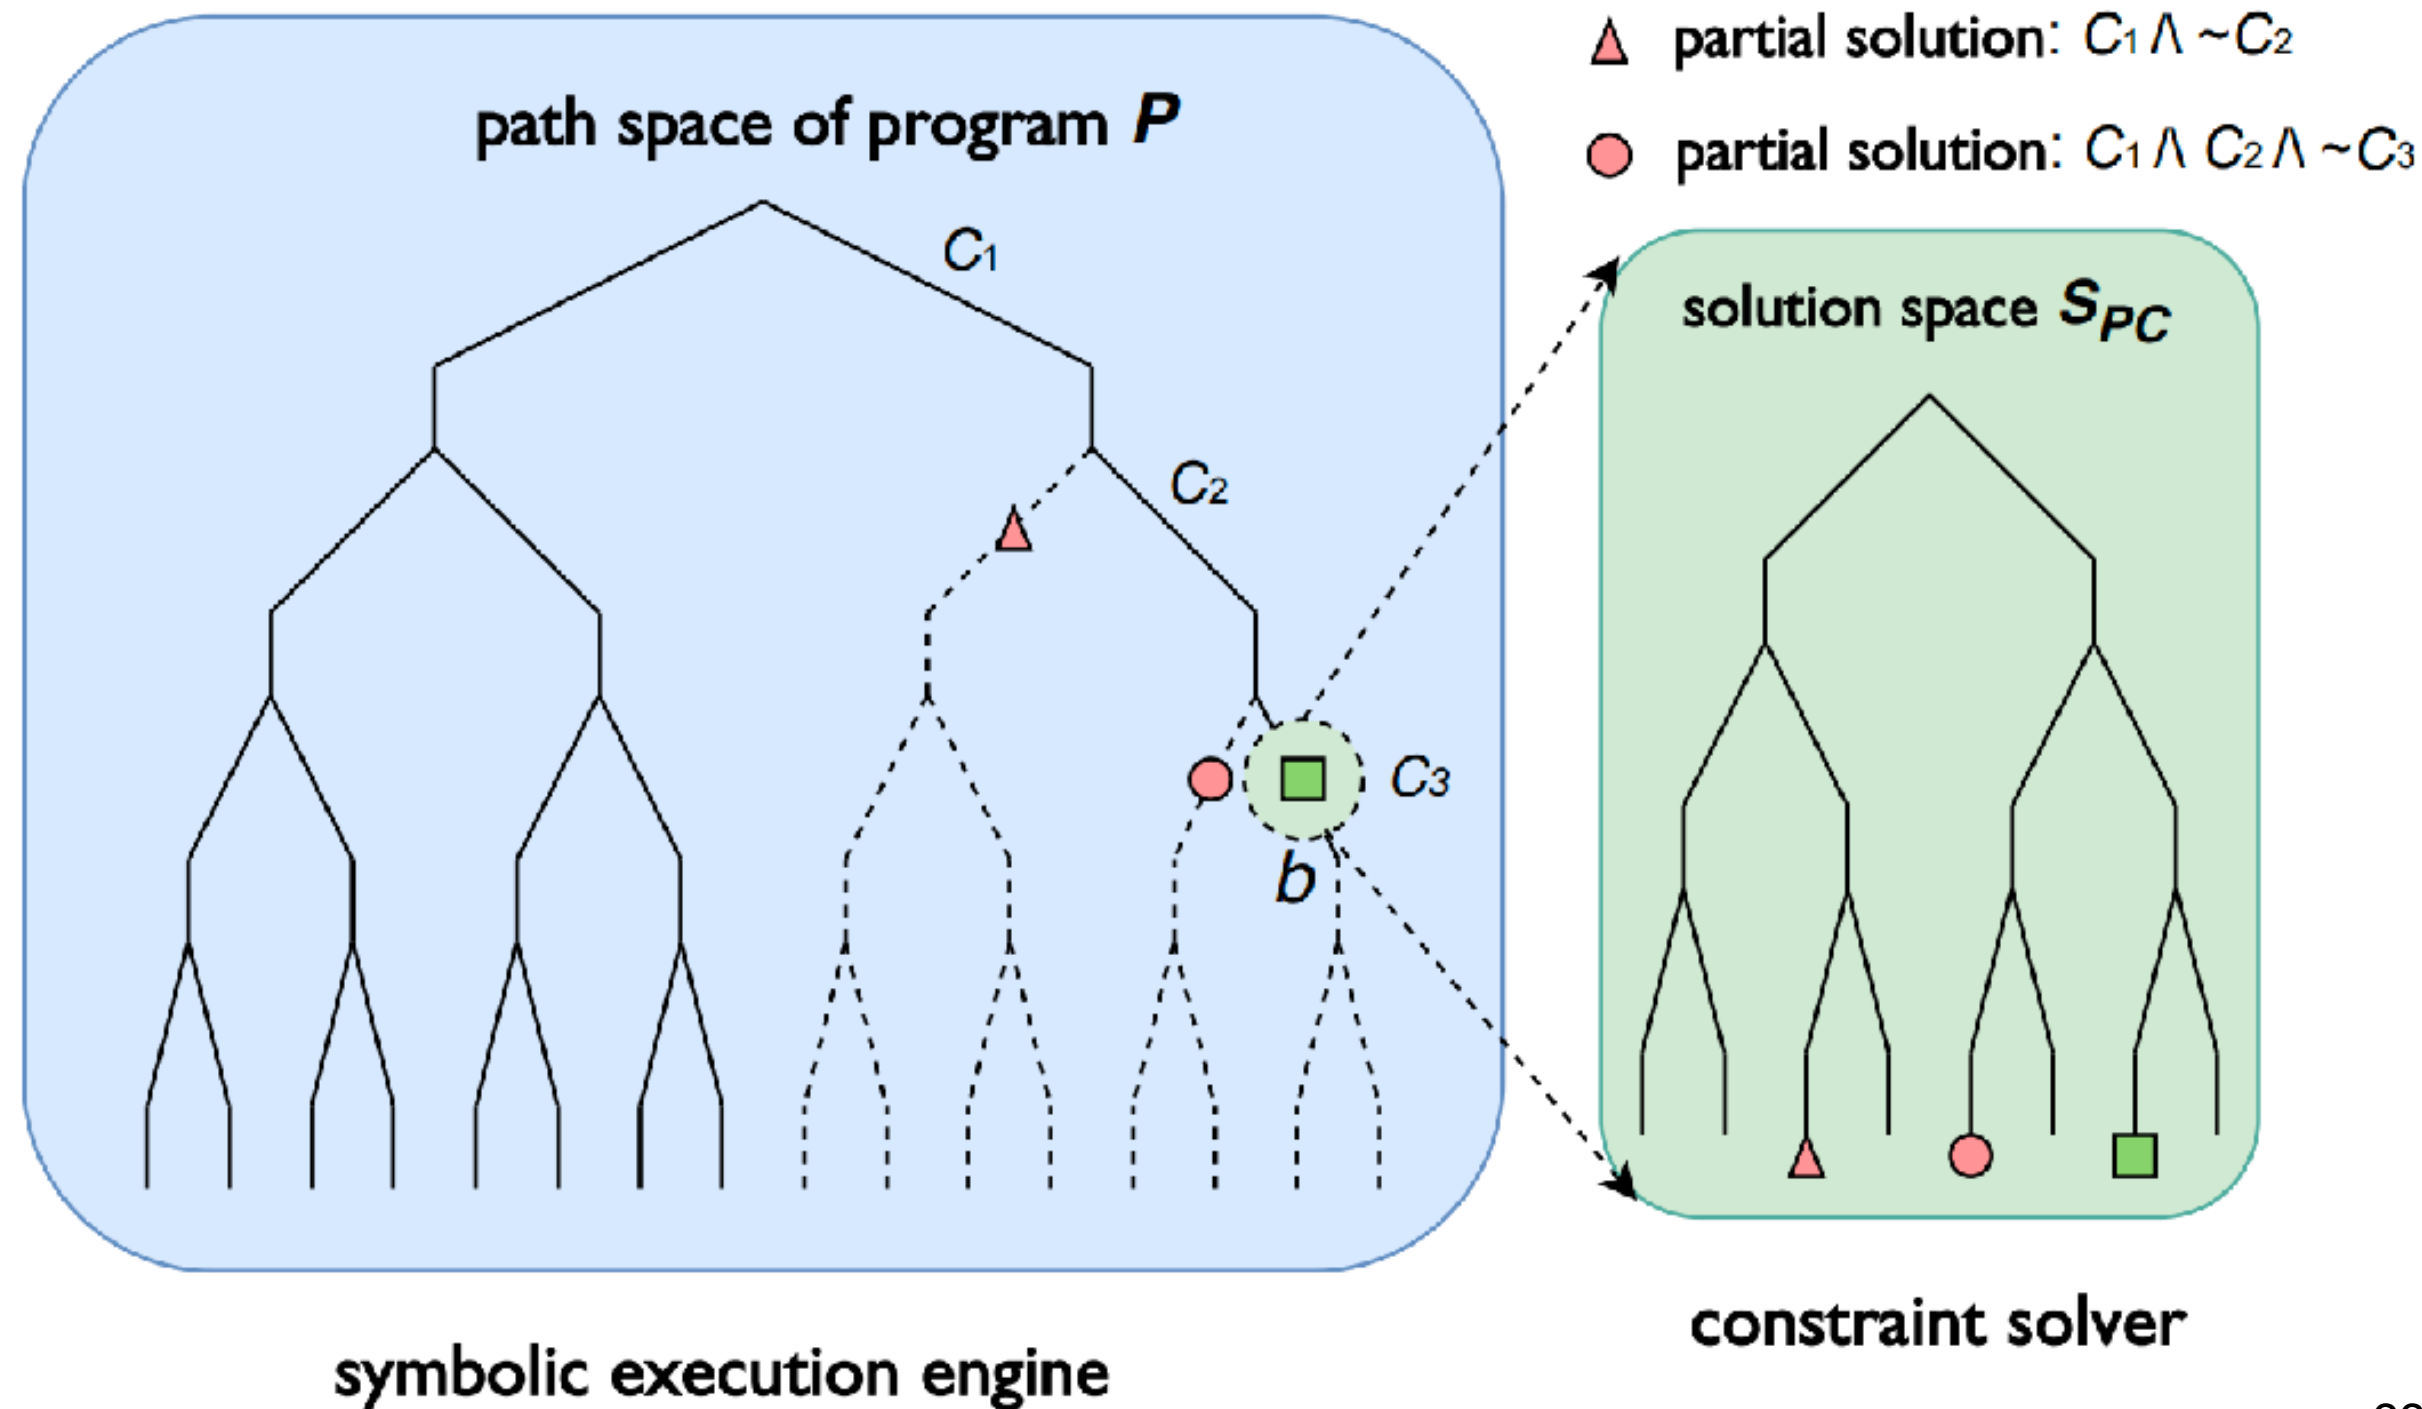 partial solution: C1 /\ ~C2
path space of program P
partial solution: C1 /\ C2 /\ ~C3
C1
solution space SPC
C2
C3
b
constraint solver
symbolic execution engine